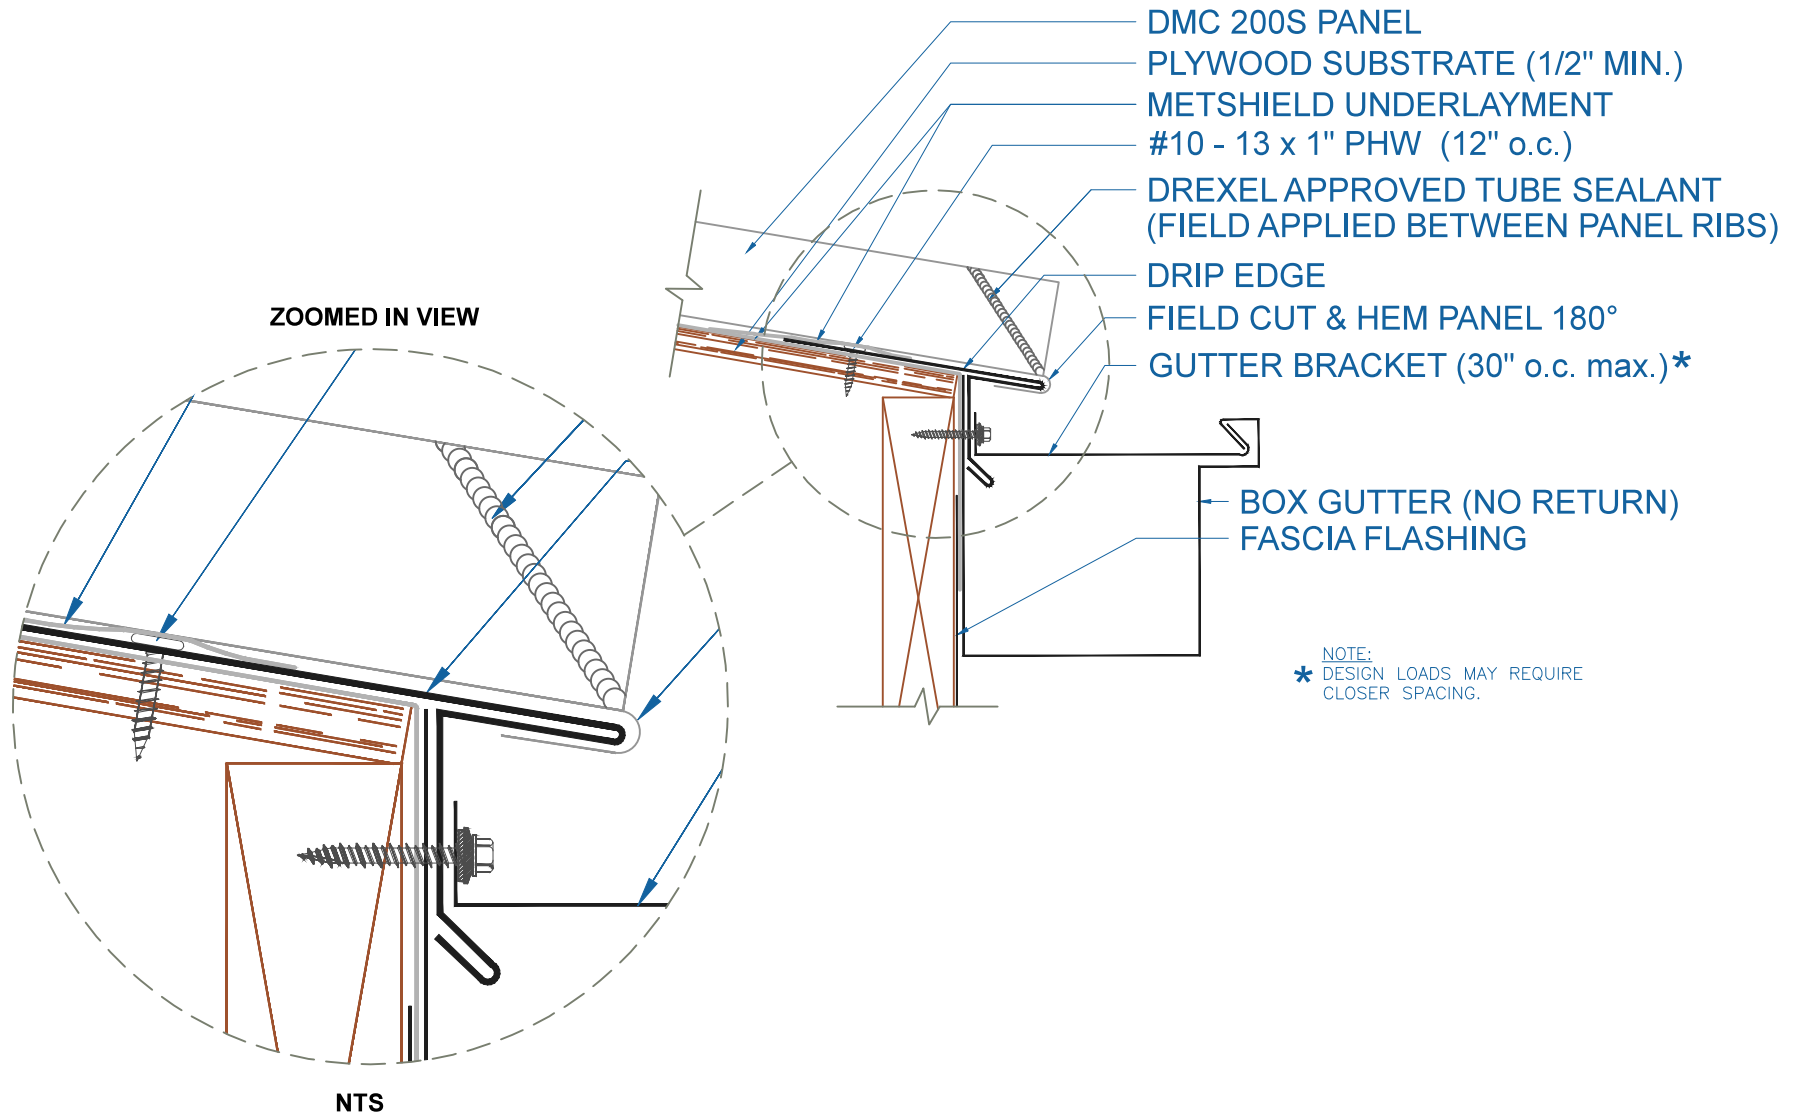 DMC 200S PANEL
PLYWOOD SUBSTRATE (1/2" MIN.)
METSHIELD UNDERLAYMENT
#10 - 13 x 1" PHW (12" o.c.)
DREXEL APPROVED TUBE SEALANT
(FIELD APPLIED BETWEEN PANEL RIBS)
DRIP EDGE
FIELD CUT & HEM PANEL 180°
GUTTER BRACKET (30" o.c. max.)*
ZOOMED IN VIEW
BOX GUTTER (NO RETURN)
FASCIA FLASHING
NOTE:
* DESIGN LOADS MAY REQUIRE
CLOSER SPACING.
NTS